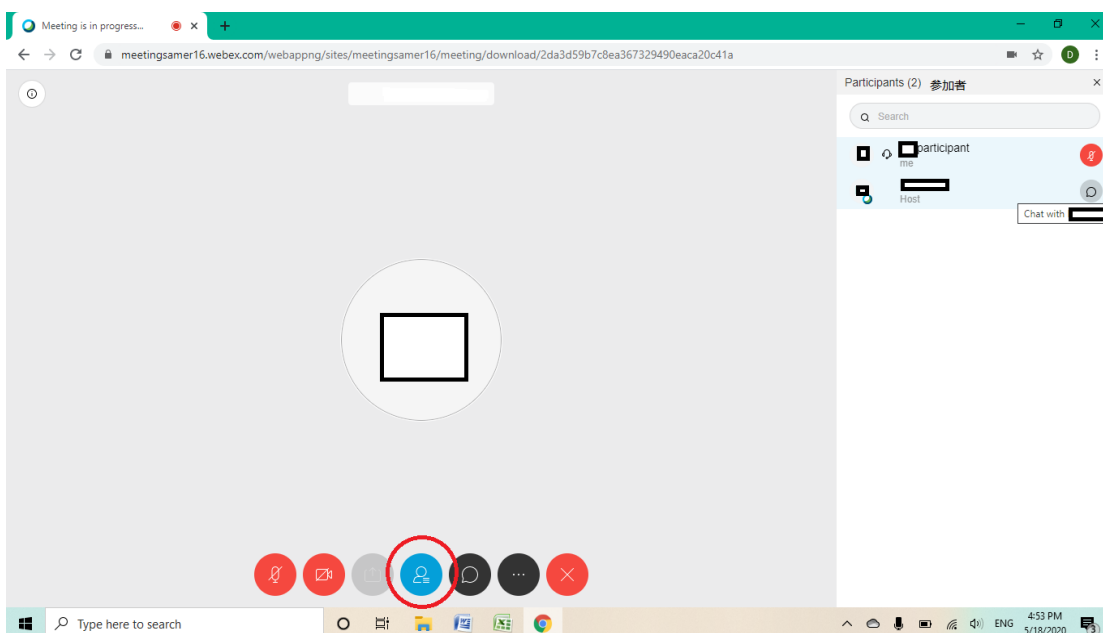 Meeting is in progress...
meetingsamer16.webex.com/webappng/sites/meetingsamer16/meeting/download/2da3d59b7c8ea367329490eaca20c41a
D
Participants (2) 参加者
Search
participant
me
Host
Chat with
Type here to search
ENG
4:53 PM
5/18/2020
3